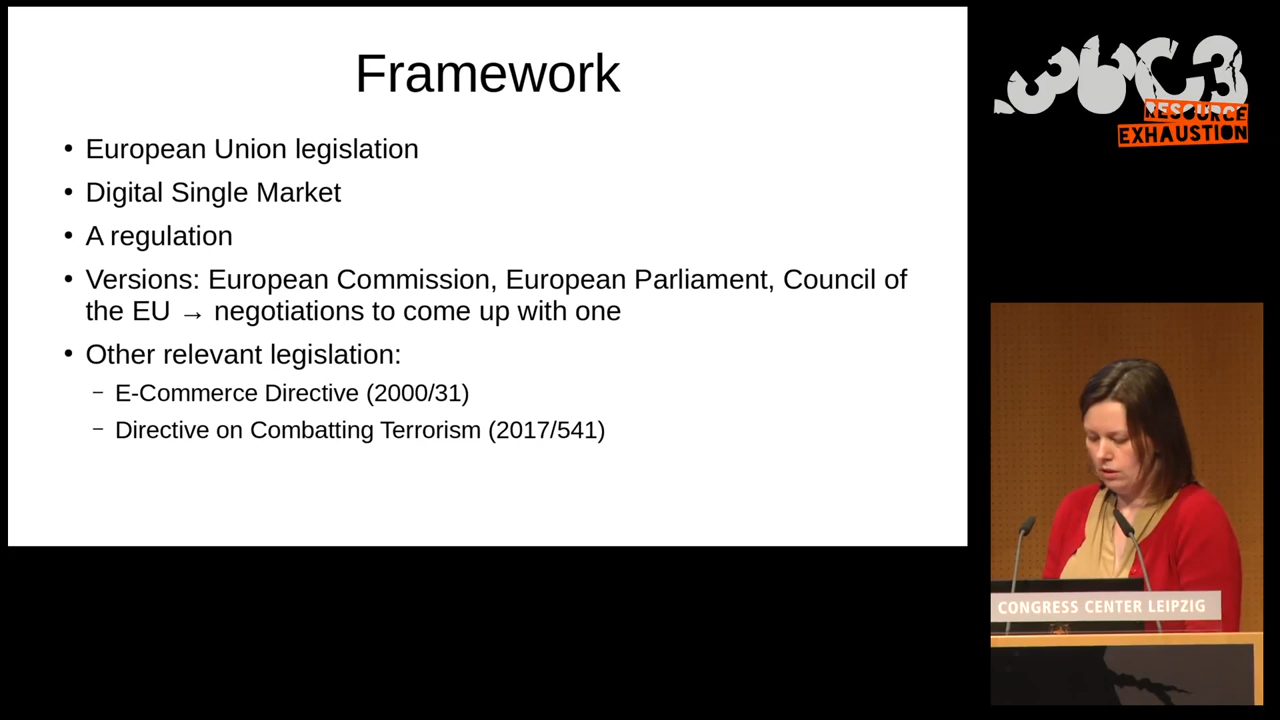 Framework
• European Union legislation
• Digital Single Market
• A regulation
• Versions: European Commission, European Parliament, Council of
the EU → negotiations to come up with one
• Other relevant legislation:
– E-Commerce Directive (2000/31)
– Directive on Combatting Terrorism (2017/541)
36C3
RESOURCE
EXHAUSTION
CONGRESS CENTER LEIPZIG